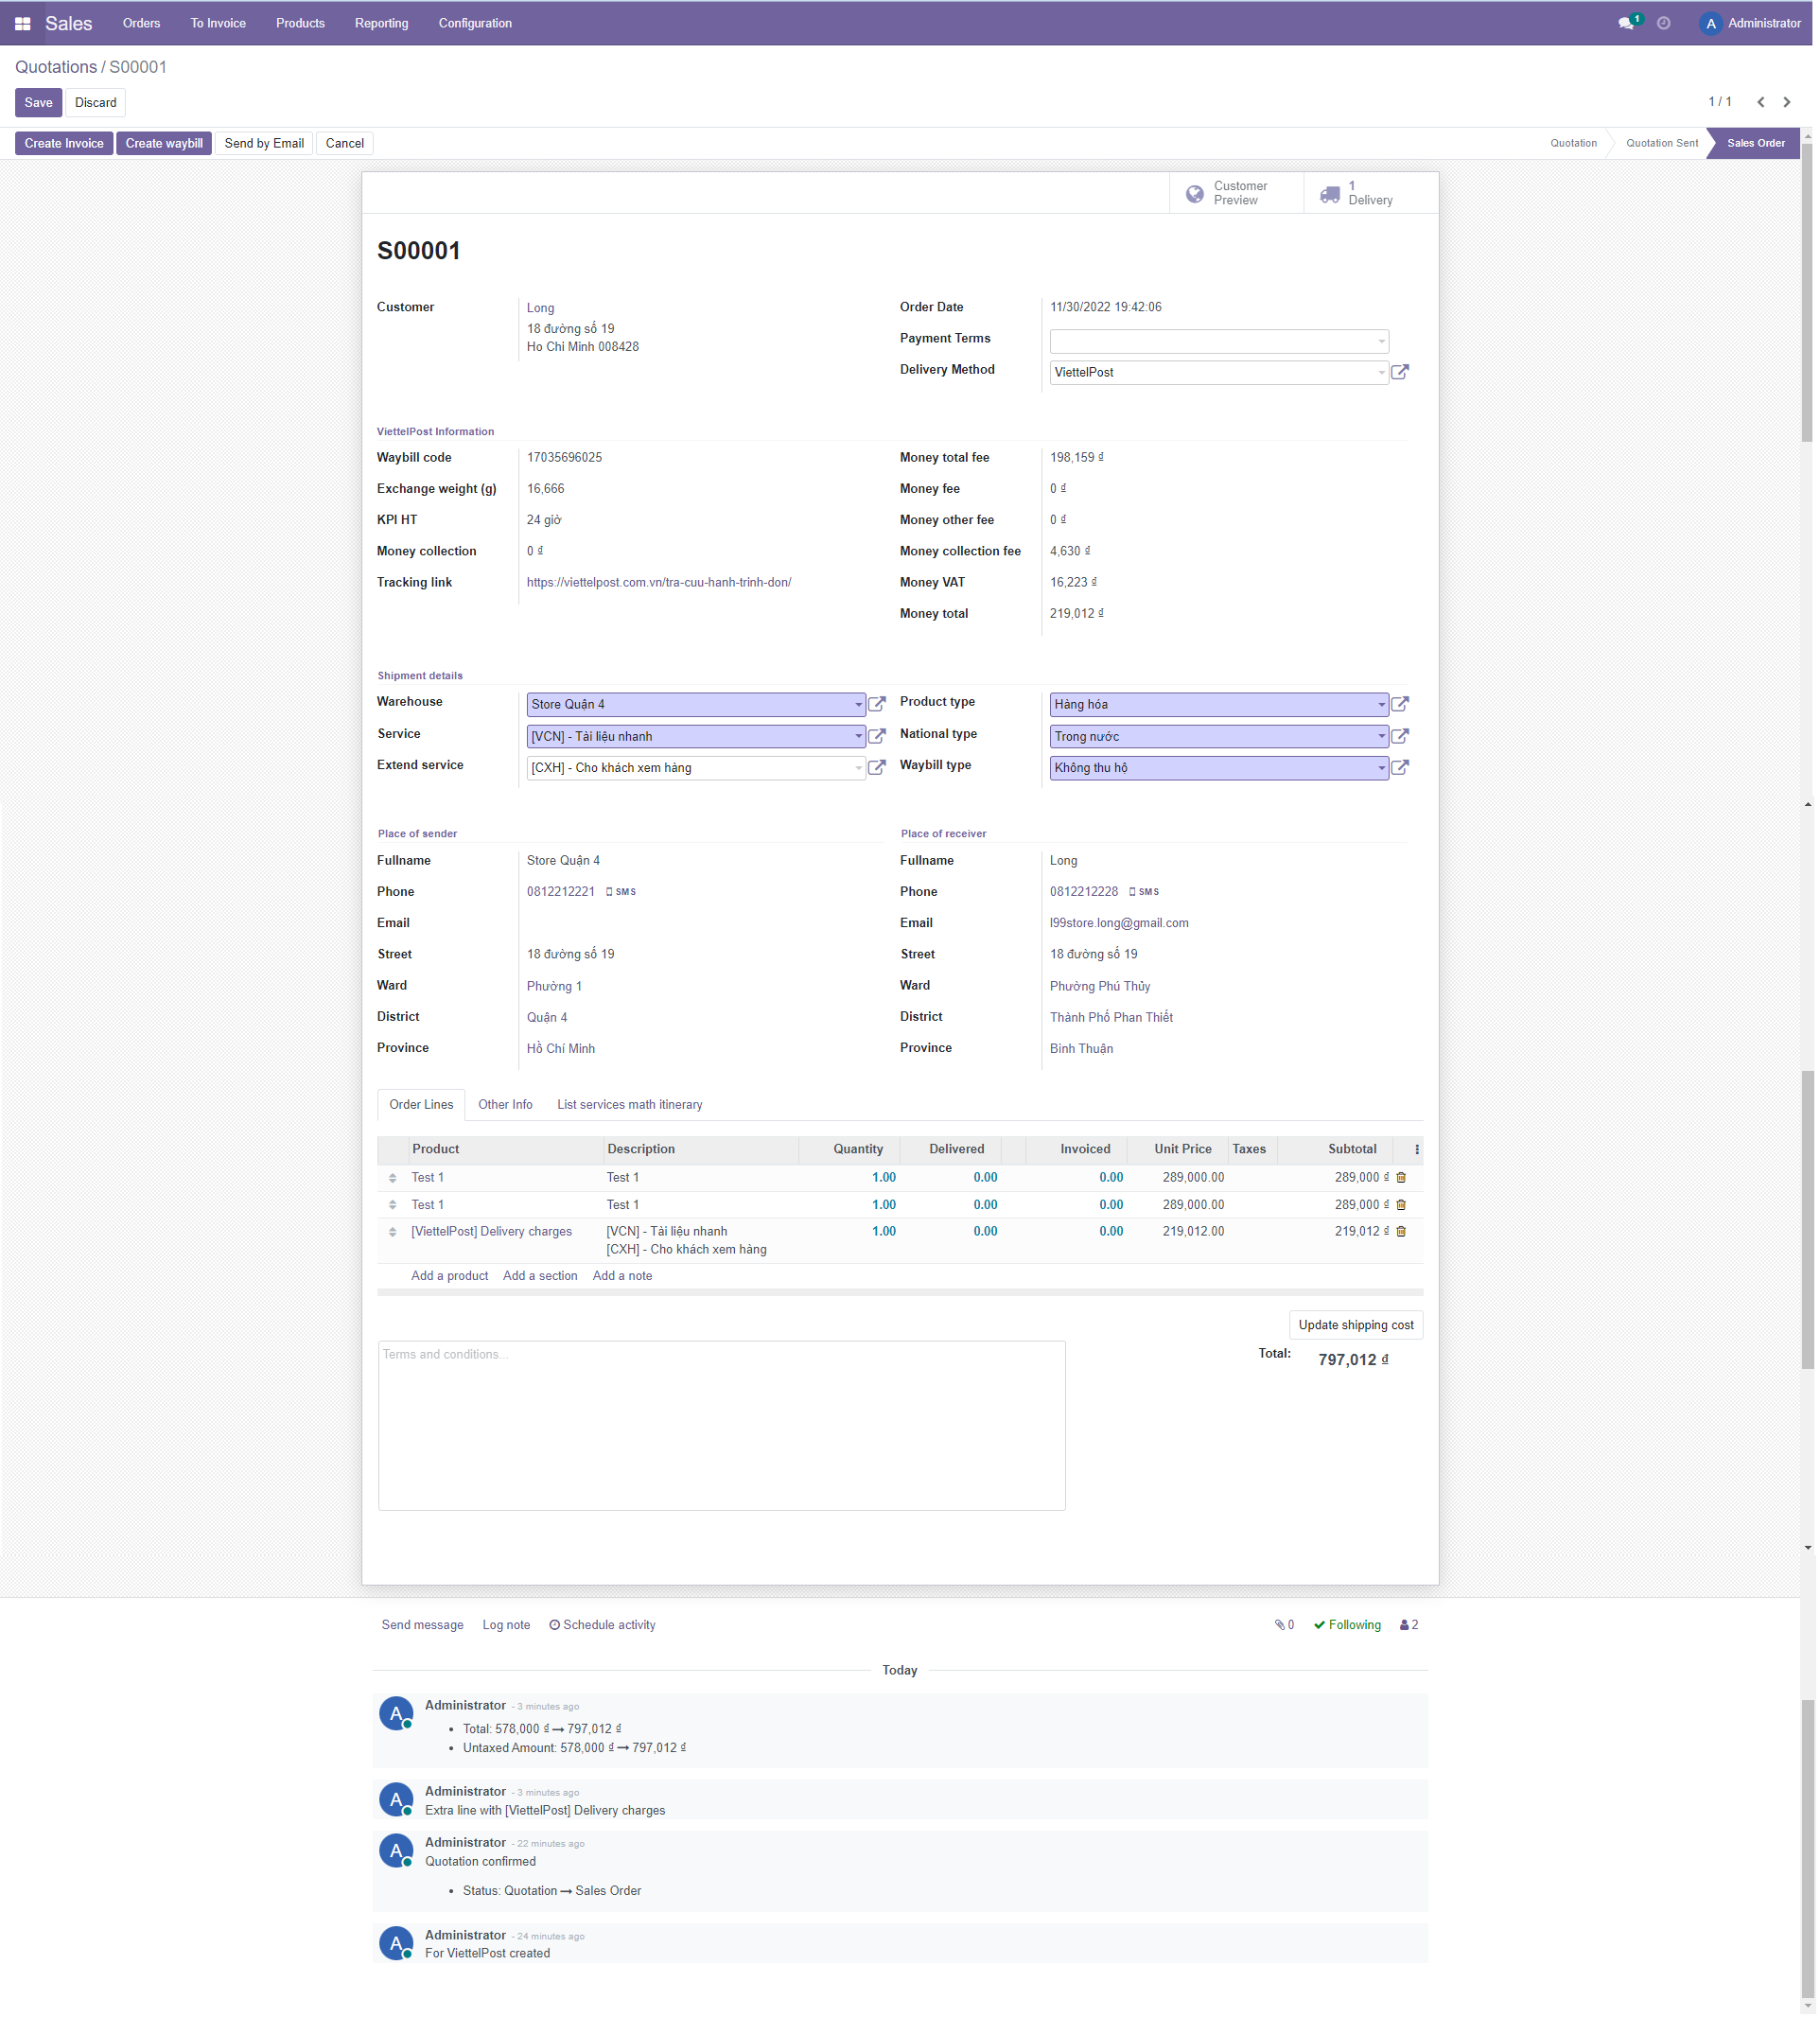 Sales Orders To Invoice Products Reporting Configuration 1 A Administrator
Quotations / S00001
Save Discard 1 / 1
Create Invoice Create waybill Send by Email Cancel Quotation Quotation Sent Sales Order
Customer Preview
1 Delivery
S00001
Customer Long
18 đường số 19
Ho Chi Minh 008428
Order Date 11/30/2022 19:42:06
Payment Terms
Delivery Method ViettelPost
ViettelPost Information
Waybill code 17035696025
Exchange weight (g) 16,666
KPI HT 24 giờ
Money collection 0 ₫
Tracking link https://viettelpost.com.vn/tra-cuu-hanh-trinh-don/
Money total fee 198,159 ₫
Money fee 0 ₫
Money other fee 0 ₫
Money collection fee 4,630 ₫
Money VAT 16,223 ₫
Money total 219,012 ₫
Shipment details
Warehouse Store Quận 4
Service [VCN] - Tài liệu nhanh
Extend service [CXH] - Cho khách xem hàng
Product type Hàng hóa
National type Trong nước
Waybill type Không thu hộ
Place of sender
Fullname Store Quận 4
Phone 0812212221 SMS
Email
Street 18 đường số 19
Ward Phường 1
District Quận 4
Province Hồ Chí Minh
Place of receiver
Fullname Long
Phone 0812212228 SMS
Email l99store.long@gmail.com
Street 18 đường số 19
Ward Phường Phú Thủy
District Thành Phố Phan Thiết
Province Bình Thuận
Order Lines Other Info List services math itinerary
Product Description Quantity Delivered Invoiced Unit Price Taxes Subtotal
Test 1 Test 1 1.00 0.00 0.00 289,000.00 289,000 ₫
Test 1 Test 1 1.00 0.00 0.00 289,000.00 289,000 ₫
[ViettelPost] Delivery charges [VCN] - Tài liệu nhanh 1.00 0.00 0.00 219,012.00 219,012 ₫
[CXH] - Cho khách xem hàng
Add a product Add a section Add a note
Update shipping cost
Terms and conditions...
Total: 797,012 ₫
Send message Log note Schedule activity 0 Following 2
Today
A Administrator - 3 minutes ago
• Total: 578,000 ₫ → 797,012 ₫
• Untaxed Amount: 578,000 ₫ → 797,012 ₫
A Administrator - 3 minutes ago
Extra line with [ViettelPost] Delivery charges
A Administrator - 22 minutes ago
Quotation confirmed
• Status: Quotation → Sales Order
A Administrator - 24 minutes ago
For ViettelPost created